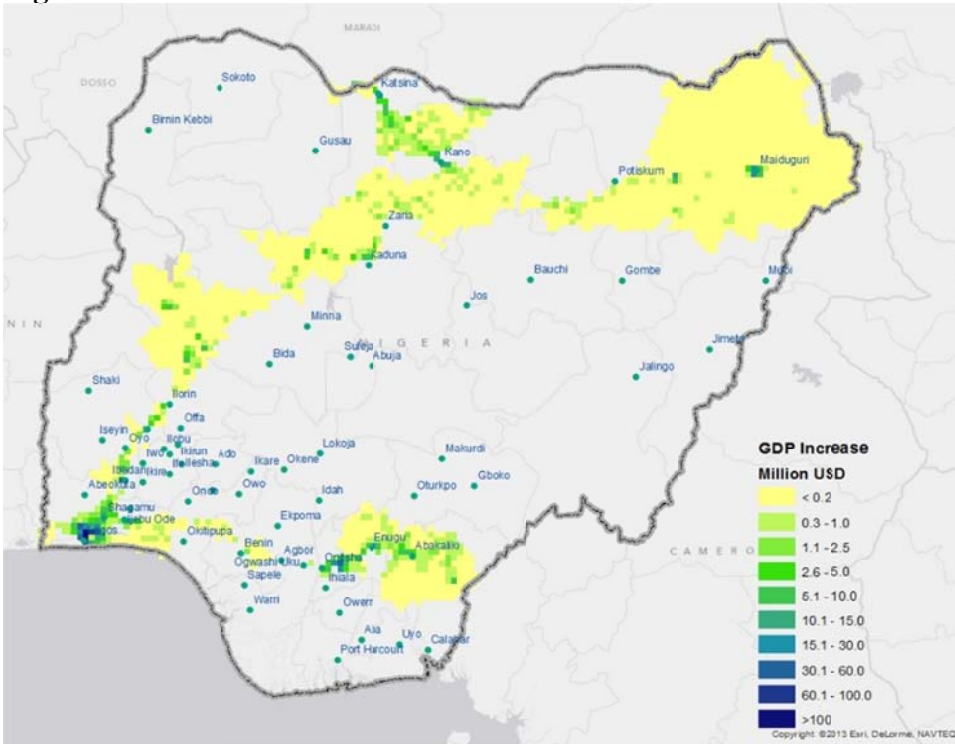 MARADI
DOSSO
Sokoto
Katsina
Birnin Kebbi
Gusau
Kano
Potiskum
Maiduguri
Zaria
Kaduna
Bauchi
Gombe
Mubi
Jos
NIN
Minna
NIGERIA
Suleja
Abuja
Bida
Jimeta
Jalingo
Shaki
Ilorin
Offa
Iseyin
Oyo
Ilobu
Iwo
Ikirun
Ado
Lokoja
Makurdi
Ikare
Okene
Ibadan
Ikire
Ilesha
Gboko
Abeokuta
Ondo
Owo
Idah
Oturkpo
Shagamu
Ijebu Ode
Lagos
Ekpoma
Okitipupa
Enugu
Benin
Abakaliki
Agbor
Ogwashi-Uku
Onitsha
Sapele
Ihiala
Warri
Owerri
Aba
Uyo
Calabar
Port Hircourt
CAMERO
GDP Increase
Million USD
< 0.2
0.3 - 1.0
1.1 - 2.5
2.6 - 5.0
5.1 - 10.0
10.1 - 15.0
15.1 - 30.0
30.1 - 60.0
60.1 - 100.0
>100
Copyright ©2013 Esri, DeLorme, NAVTEQ